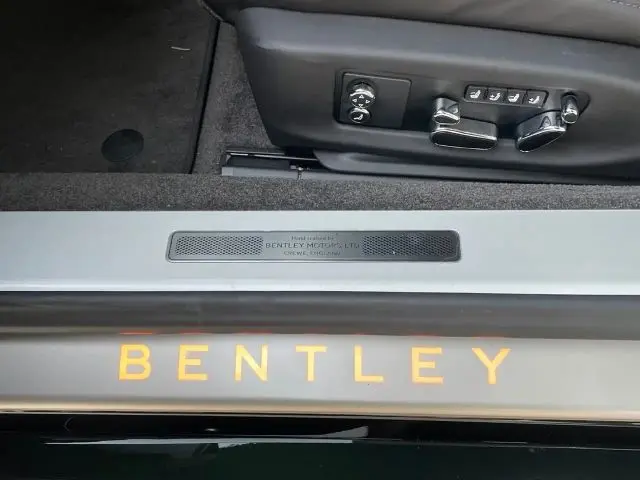 Hand crafted by
BENTLEY MOTORS LTD
CREWE, ENGLAND
BENTLEY